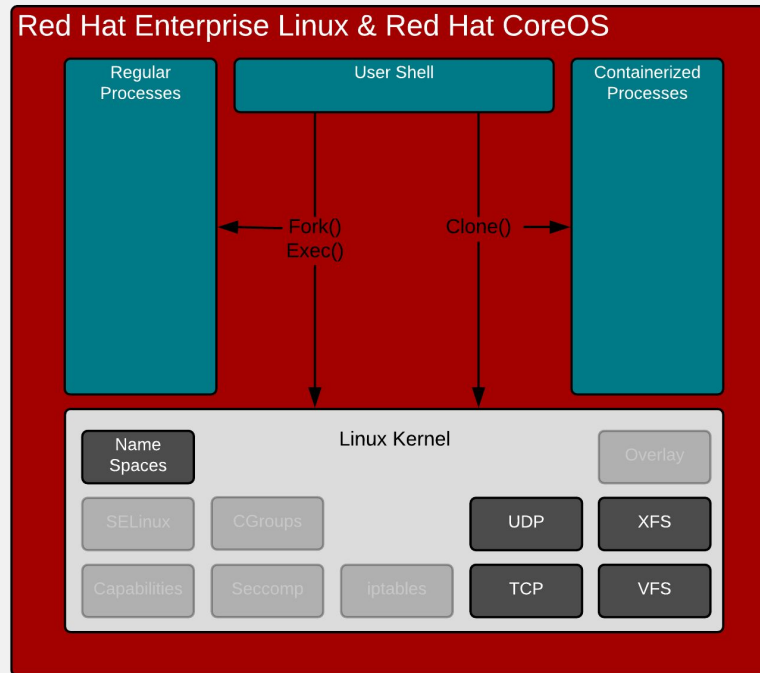 Red Hat Enterprise Linux & Red Hat CoreOS
Regular
Processes
User Shell
Containerized
Processes
Fork()
Exec()
Clone()
Linux Kernel
Name
Spaces
Overlay
SELinux
CGroups
UDP
XFS
Capabilities
Seccomp
iptables
TCP
VFS